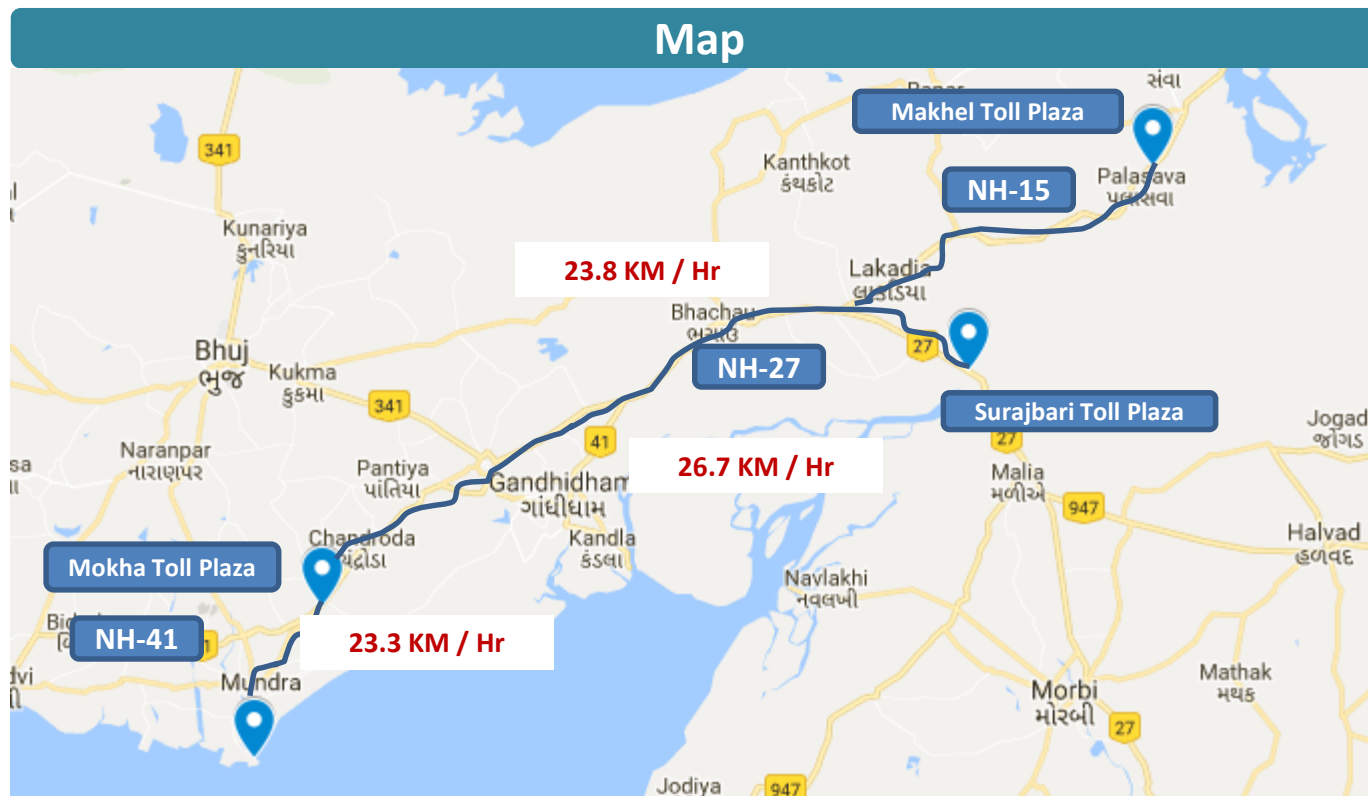 Map
સંવા
Makhel Toll Plaza
341
Kanthkot
કંથકોટ
Palasava
પલાસવા
NH-15
Kunariya
કુનરિયા
23.8 KM / Hr
Lakadia
લાકડિયા
Bhachau
ભચાઉ
27
NH-27
Bhuj
ભુજ
Kukma
કુકમા
341
Surajbari Toll Plaza
Jogad
જોગડ
41
27
Naranpar
નારાણપર
Pantiya
પાંતિયા
26.7 KM / Hr
Malia
મળીએ
Gandhidham
ગાંધીધામ
947
Chandroda
Kandla
કંડલા
Halvad
હળવદ
Mokha Toll Plaza
Navlakhi
નવલખી
NH-41
23.3 KM / Hr
Mundra
Mathak
મથક
Morbi
મોરબી
27
Jodiya
947